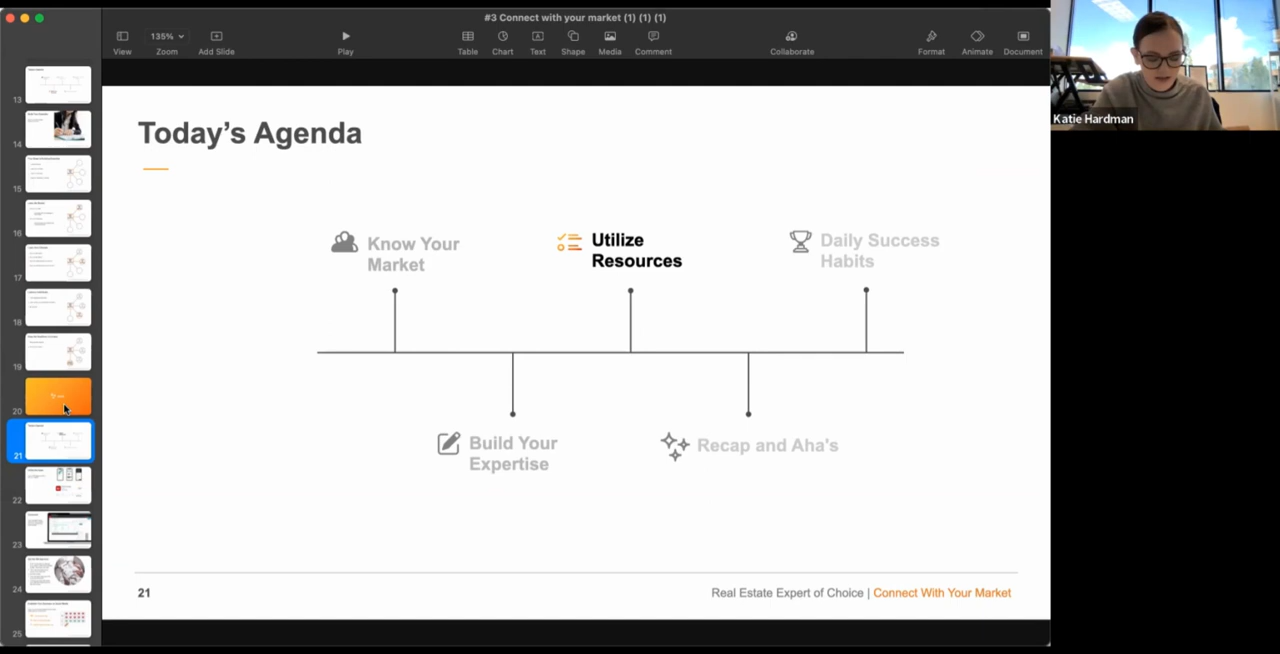 #3 Connect with your market (1) (1) (1)
135%
View
Zoom
Add Slide
Play
Table
Chart
Text
Shape
Media
Comment
Collaborate
Format
Animate
Document
Katie Hardman
13
14
15
16
17
18
19
20
21
22
23
24
25
Today's Agenda
Know Your
Market
Utilize
Resources
Daily Success
Habits
Build Your
Expertise
Recap and Aha's
21
Real Estate Expert of Choice | Connect With Your Market